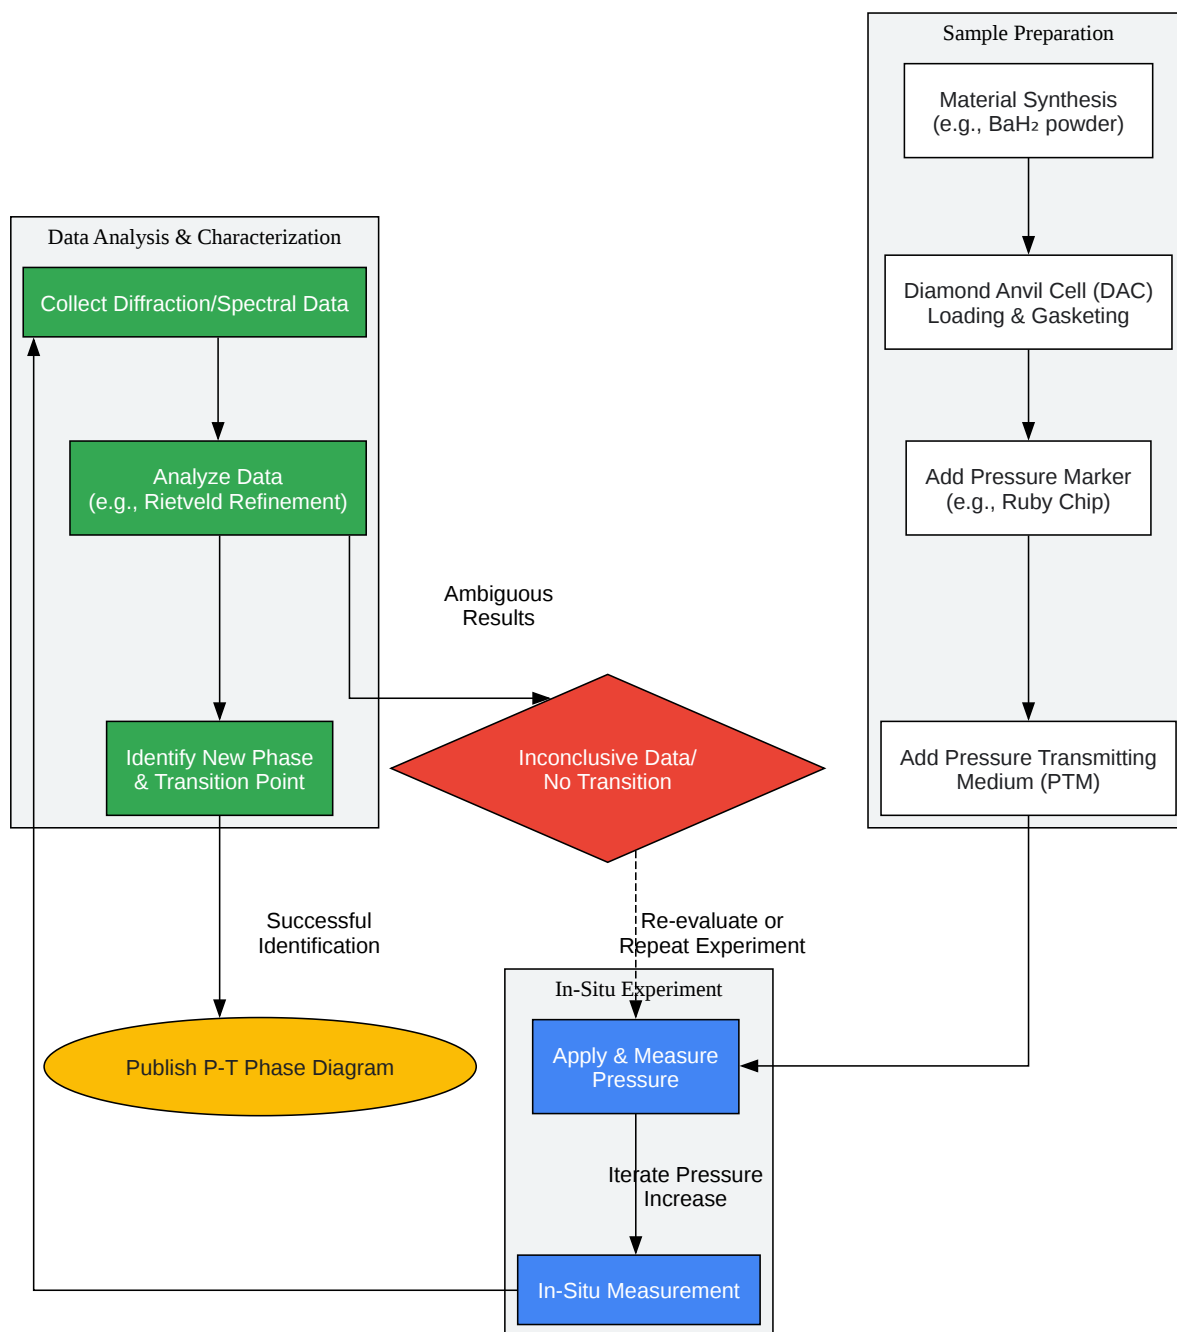 Sample Preparation
Material Synthesis
(e.g., BaH₂ powder)
Diamond Anvil Cell (DAC)
Loading & Gasketing
Add Pressure Marker
(e.g., Ruby Chip)
Add Pressure Transmitting
Medium (PTM)
Data Analysis & Characterization
Collect Diffraction/Spectral Data
Analyze Data
(e.g., Rietveld Refinement)
Ambiguous
Results
Identify New Phase
& Transition Point
Inconclusive Data/
No Transition
Successful
Identification
Re-evaluate or
Repeat Experiment
Publish P-T Phase Diagram
In-Situ Experiment
Apply & Measure
Pressure
Iterate Pressure
Increase
In-Situ Measurement